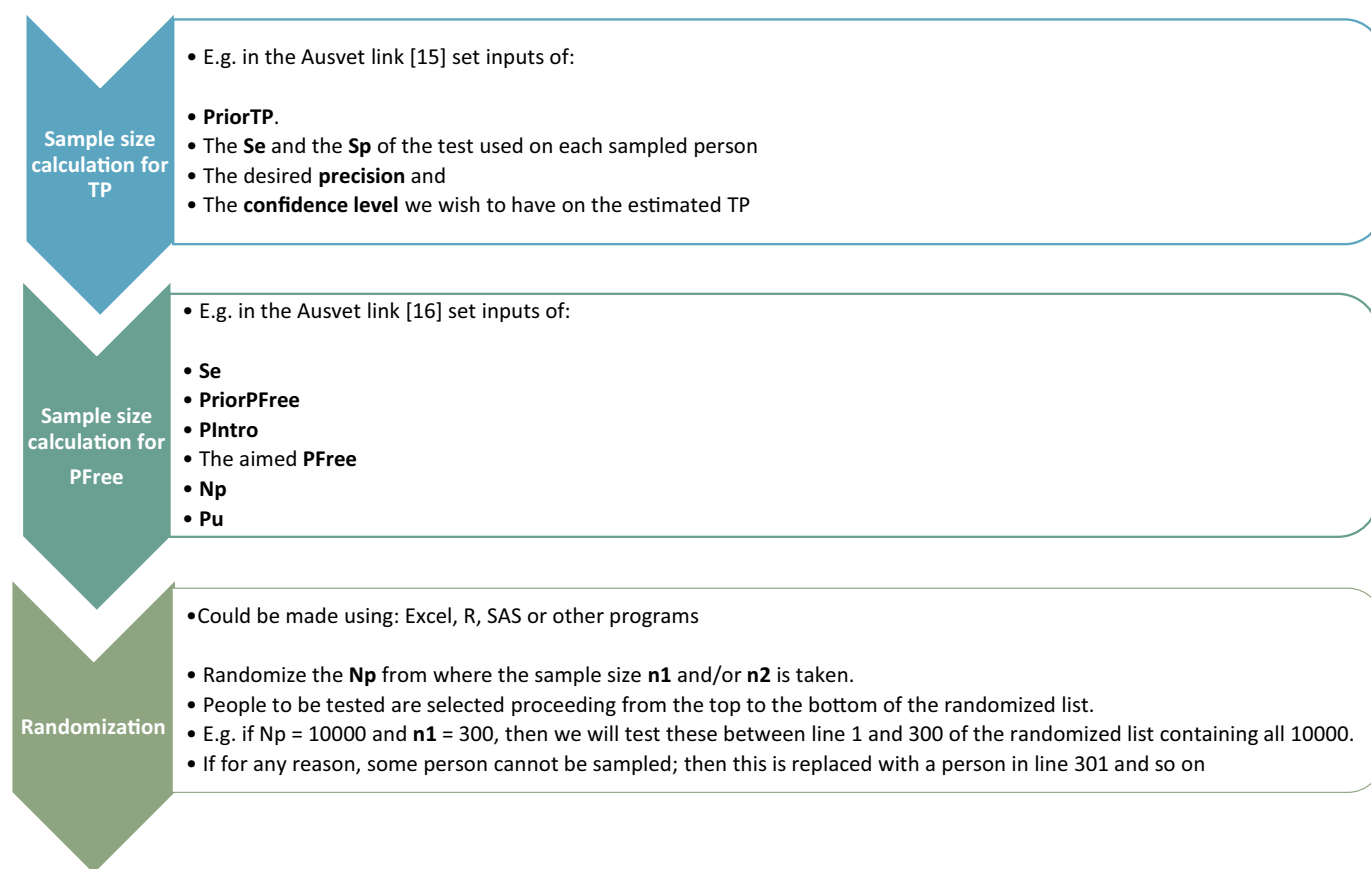 Sample size
calculation for
TP
• E.g. in the Ausvet link [15] set inputs of:
• PriorTP.
• The Se and the Sp of the test used on each sampled person
• The desired precision and
• The confidence level we wish to have on the estimated TP
Sample size
calculation for
PFree
• E.g. in the Ausvet link [16] set inputs of:
• Se
• PriorPFree
• PIntro
• The aimed PFree
• Np
• Pu
Randomization
•Could be made using: Excel, R, SAS or other programs
• Randomize the Np from where the sample size n1 and/or n2 is taken.
• People to be tested are selected proceeding from the top to the bottom of the randomized list.
• E.g. if Np = 10000 and n1 = 300, then we will test these between line 1 and 300 of the randomized list containing all 10000.
• If for any reason, some person cannot be sampled; then this is replaced with a person in line 301 and so on